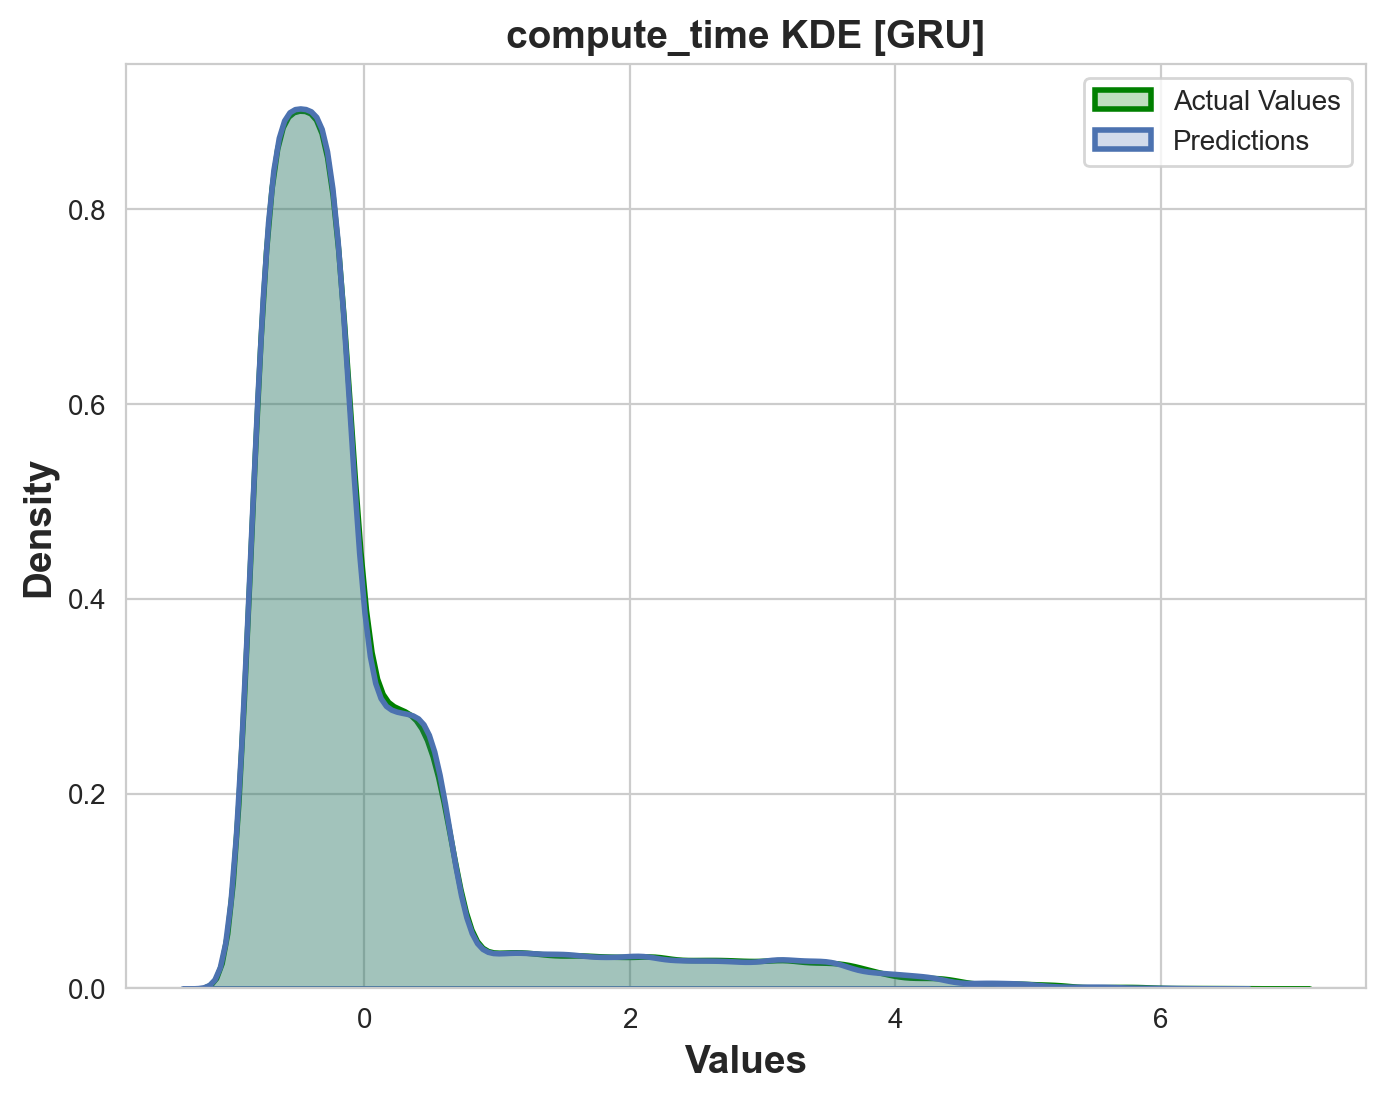 compute_time KDE [GRU]
Actual Values
Predictions
Density
0.8
0.6
0.4
0.2
0.0
0 2 4 6
Values